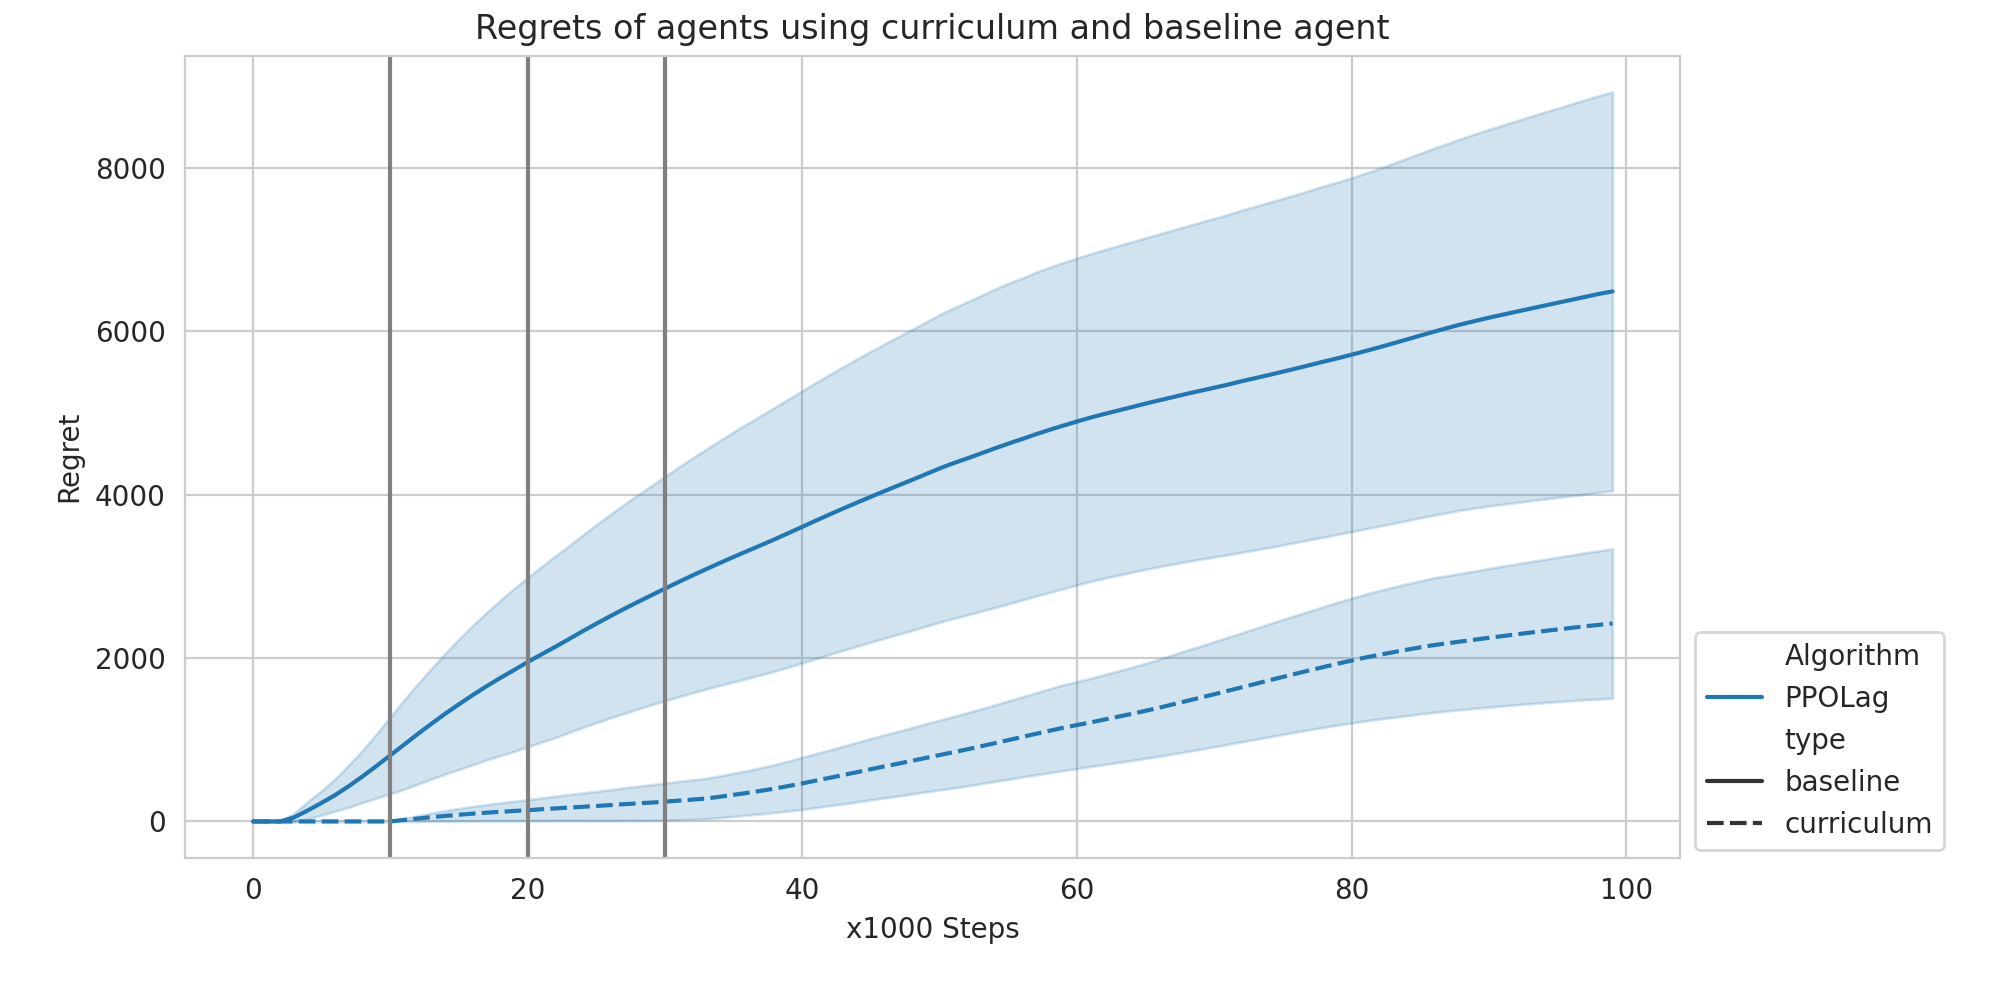 Regrets of agents using curriculum and baseline agent
Regret
8000
6000
4000
2000
0
0 20 40 60 80 100
x1000 Steps
Algorithm
PPOLag
type
baseline
curriculum